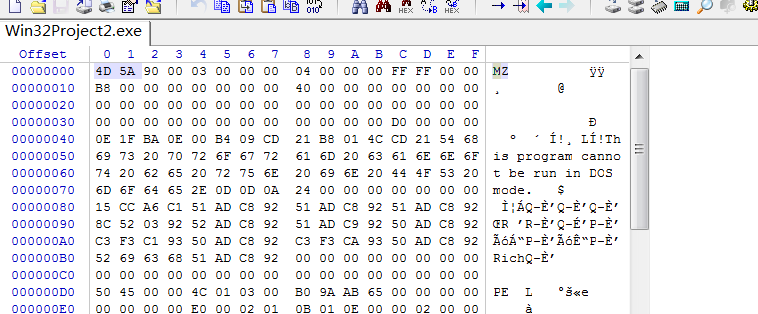 Win32Project2.exe
Offset 0 1 2 3 4 5 6 7 8 9 A B C D E F
00000000 4D 5A 90 00 03 00 00 00 04 00 00 00 FF FF 00 00 MZ ÿÿ
00000010 B8 00 00 00 00 00 00 00 40 00 00 00 00 00 00 00 ¸ @
00000020 00 00 00 00 00 00 00 00 00 00 00 00 00 00 00 00
00000030 00 00 00 00 00 00 00 00 00 00 00 00 D0 00 00 00 Ð
00000040 0E 1F BA 0E 00 B4 09 CD 21 B8 01 4C CD 21 54 68 º ´ Í!¸ LÍ!Th
00000050 69 73 20 70 72 6F 67 72 61 6D 20 63 61 6E 6E 6F is program canno
00000060 74 20 62 65 20 72 75 6E 20 69 6E 20 44 4F 53 20 t be run in DOS
00000070 6D 6F 64 65 2E 0D 0D 0A 24 00 00 00 00 00 00 00 mode. $
00000080 15 CC A6 C1 51 AD C8 92 51 AD C8 92 51 AD C8 92 Ì¦ÁQ-È’Q-È’Q-È’
00000090 8C 52 03 92 52 AD C8 92 51 AD C9 92 50 AD C8 92 ŒR ’R-È’Q-É’P-È’
000000A0 C3 F3 C1 93 50 AD C8 92 C3 F3 CA 93 50 AD C8 92 ÃóÁ“P-È’ÃóÊ“P-È’
000000B0 52 69 63 68 51 AD C8 92 00 00 00 00 00 00 00 00 RichQ-È’
000000C0 00 00 00 00 00 00 00 00 00 00 00 00 00 00 00 00
000000D0 50 45 00 00 4C 01 03 00 B0 9A AB 65 00 00 00 00 PE L °š«e
000000E0 00 00 00 00 E0 00 02 01 0B 01 0E 00 00 02 00 00 à